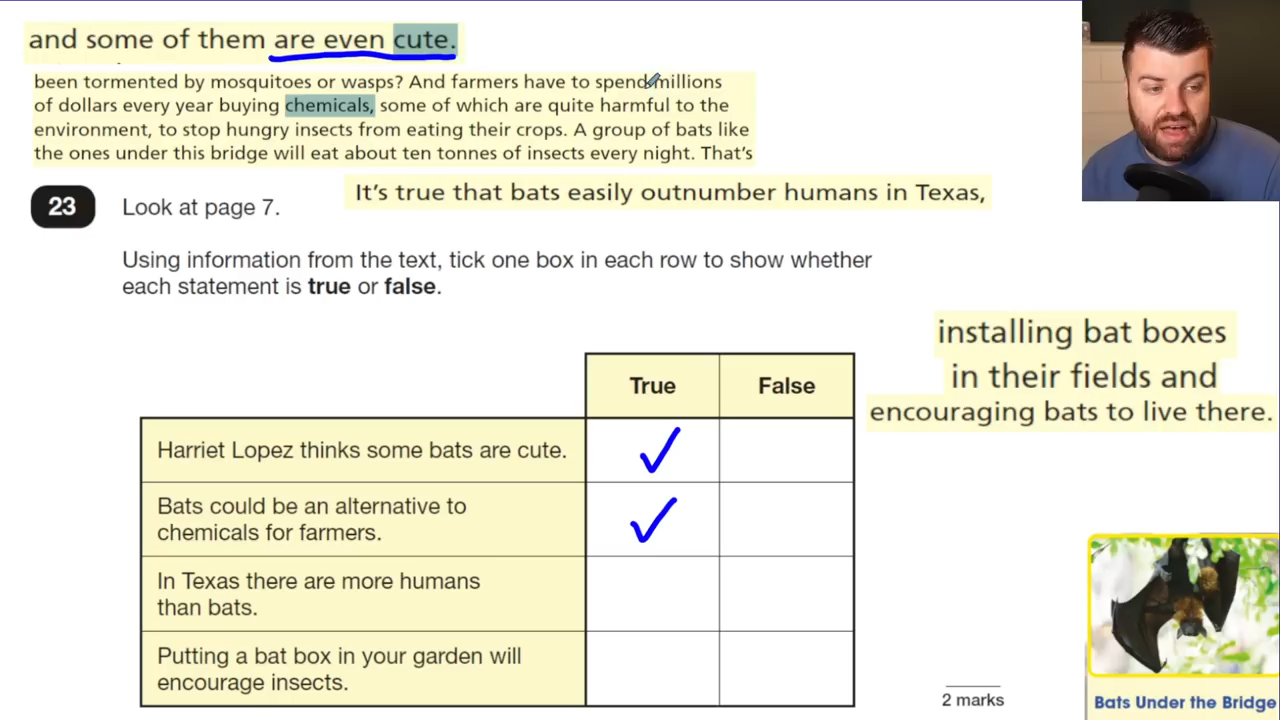 and some of them are even cute.
been tormented by mosquitoes or wasps? And farmers have to spend millions
of dollars every year buying chemicals, some of which are quite harmful to the
environment, to stop hungry insects from eating their crops. A group of bats like
the ones under this bridge will eat about ten tonnes of insects every night. That's
It's true that bats easily outnumber humans in Texas,
23
Look at page 7.
Using information from the text, tick one box in each row to show whether
each statement is true or false.
installing bat boxes
in their fields and
encouraging bats to live there.
True
False
Harriet Lopez thinks some bats are cute.
Bats could be an alternative to
chemicals for farmers.
In Texas there are more humans
than bats.
Putting a bat box in your garden will
encourage insects.
2 marks
Bats Under the Bridge